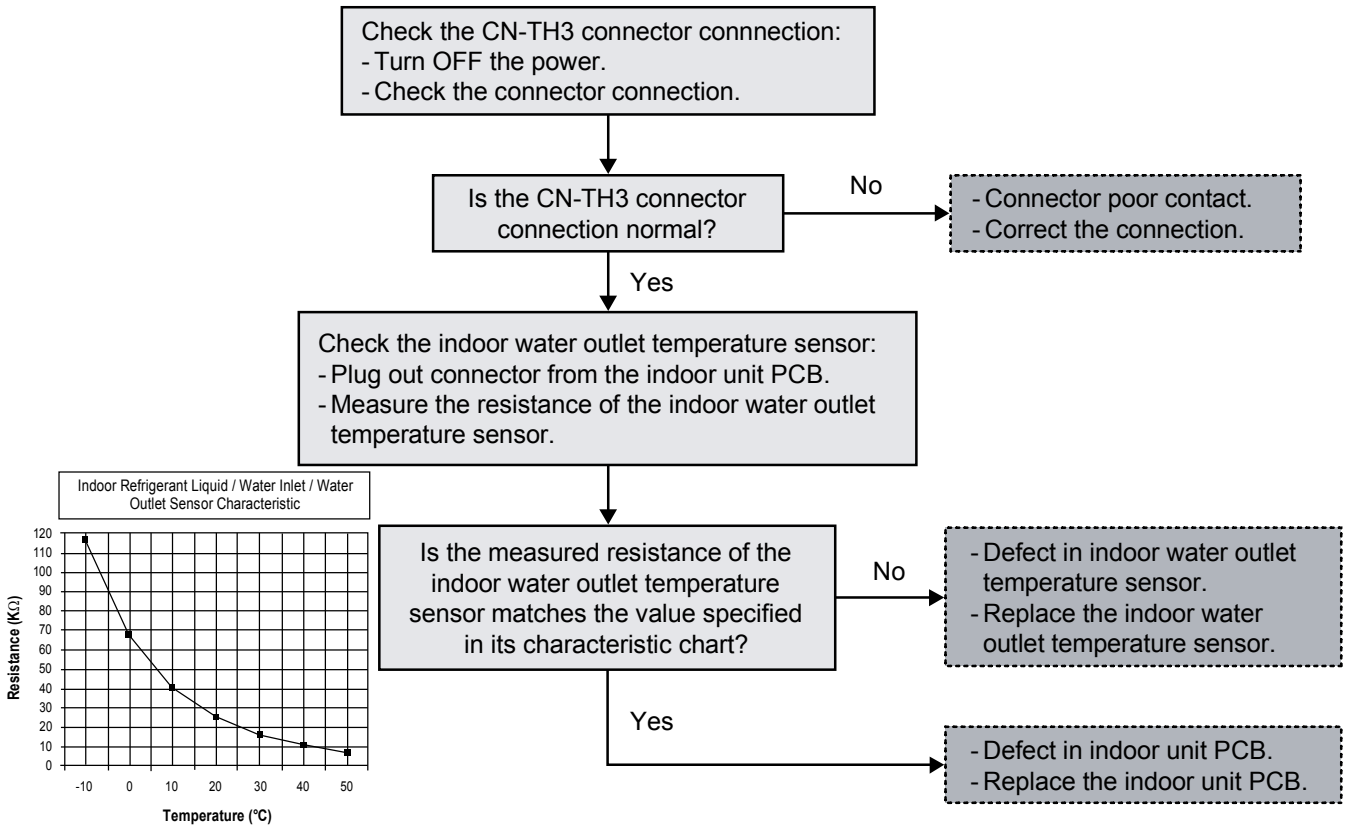 Check the CN-TH3 connector connnection:
- Turn OFF the power.
- Check the connector connection.
Is the CN-TH3 connector
connection normal?
No
- Connector poor contact.
- Correct the connection.
Yes
Check the indoor water outlet temperature sensor:
- Plug out connector from the indoor unit PCB.
- Measure the resistance of the indoor water outlet
temperature sensor.
Indoor Refrigerant Liquid / Water Inlet / Water
Outlet Sensor Characteristic
120
110
100
90
80
70
60
50
40
30
20
10
0
Resistance (KΩ)
-10 0 10 20 30 40 50
Temperature (°C)
Is the measured resistance of the
indoor water outlet temperature
sensor matches the value specified
in its characteristic chart?
No
- Defect in indoor water outlet
temperature sensor.
- Replace the indoor water
outlet temperature sensor.
Yes
- Defect in indoor unit PCB.
- Replace the indoor unit PCB.